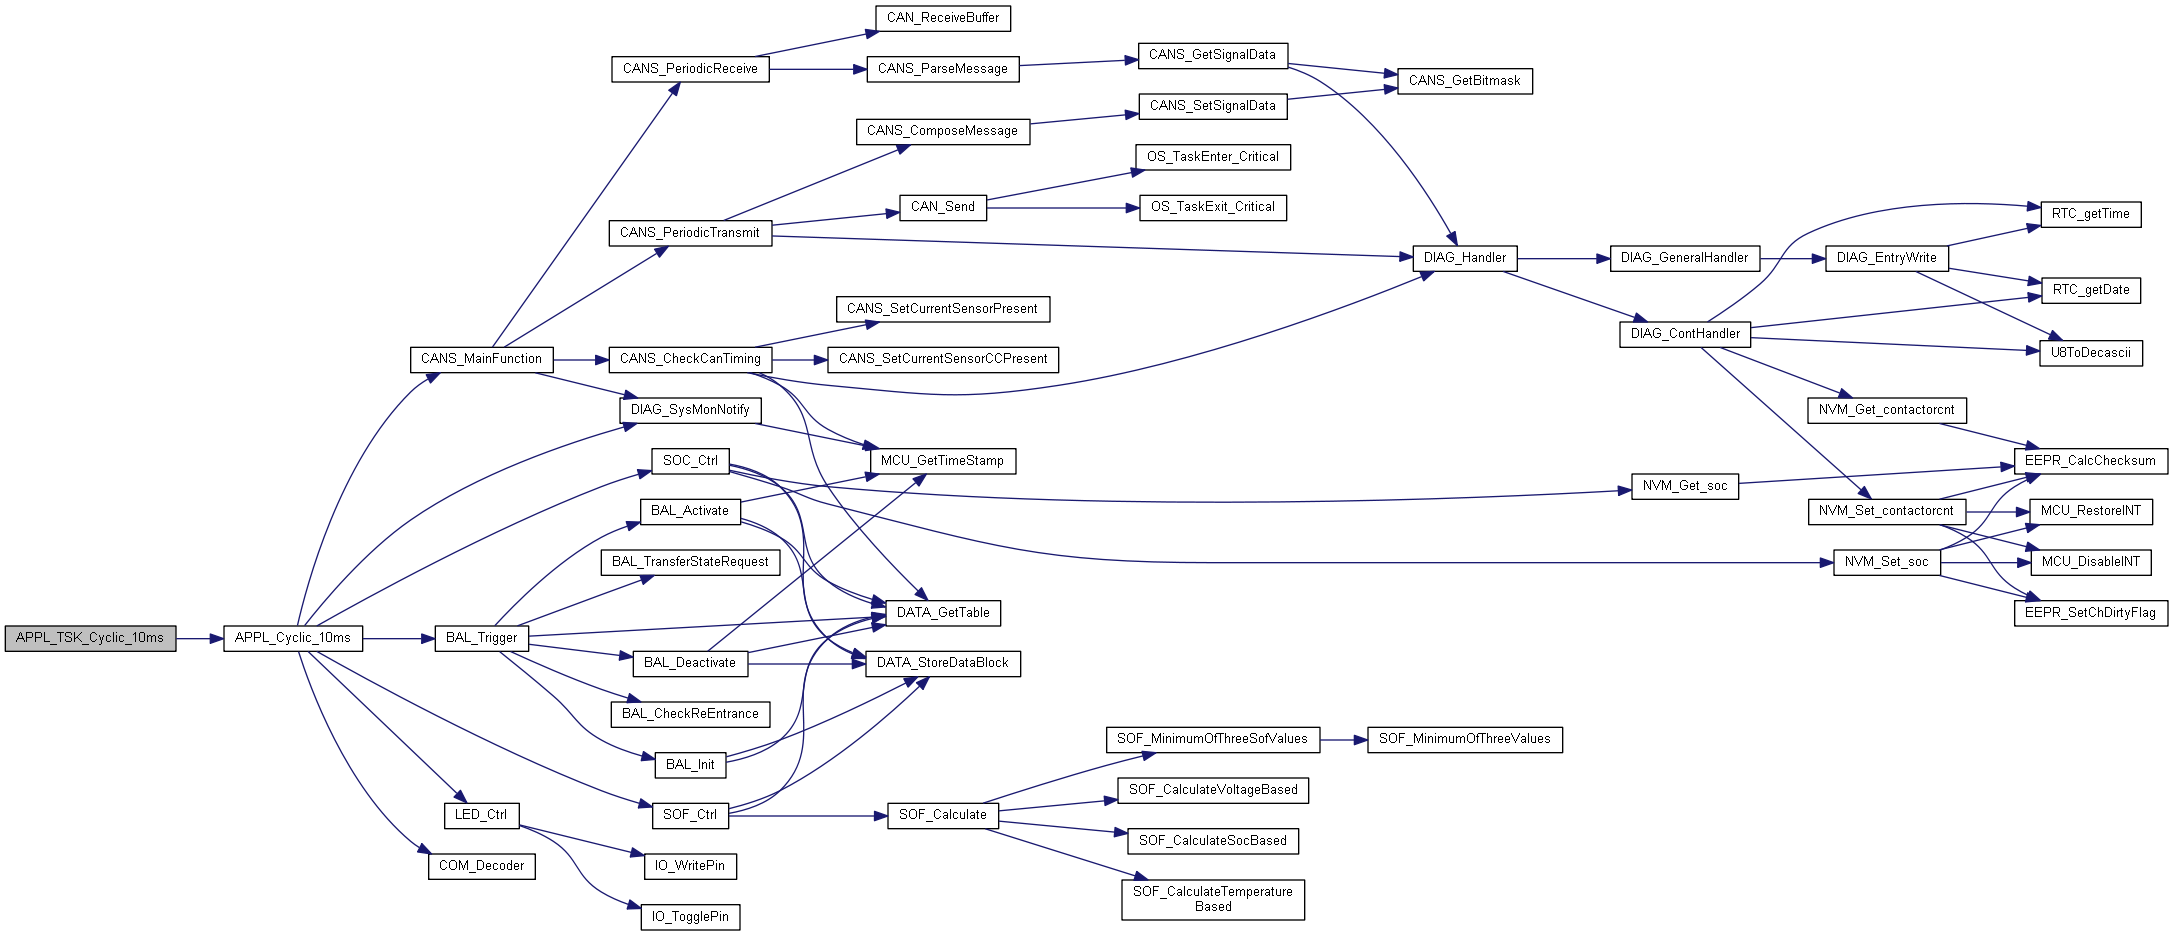 CAN_ReceiveBuffer
CANS_PeriodicReceive
CANS_ParseMessage
CANS_GetSignalData
CANS_GetBitmask
CANS_SetSignalData
CANS_ComposeMessage
OS_TaskEnter_Critical
CAN_Send
OS_TaskExit_Critical
RTC_getTime
CANS_PeriodicTransmit
DIAG_Handler
DIAG_GeneralHandler
DIAG_EntryWrite
RTC_getDate
CANS_SetCurrentSensorPresent
DIAG_ContHandler
U8ToDecascii
CANS_MainFunction
CANS_CheckCanTiming
CANS_SetCurrentSensorCCPresent
DIAG_SysMonNotify
NVM_Get_contactorcnt
SOC_Ctrl
MCU_GetTimeStamp
EEPR_CalcChecksum
NVM_Get_soc
BAL_Activate
NVM_Set_contactorcnt
MCU_RestoreINT
BAL_TransferStateRequest
NVM_Set_soc
MCU_DisableINT
DATA_GetTable
EEPR_SetChDirtyFlag
APPL_TSK_Cyclic_10ms
APPL_Cyclic_10ms
BAL_Trigger
BAL_Deactivate
DATA_StoreDataBlock
BAL_CheckReEntrance
SOF_MinimumOfThreeSofValues
SOF_MinimumOfThreeValues
BAL_Init
SOF_CalculateVoltageBased
LED_Ctrl
SOF_Ctrl
SOF_Calculate
SOF_CalculateSocBased
COM_Decoder
IO_WritePin
SOF_CalculateTemperature
Based
IO_TogglePin